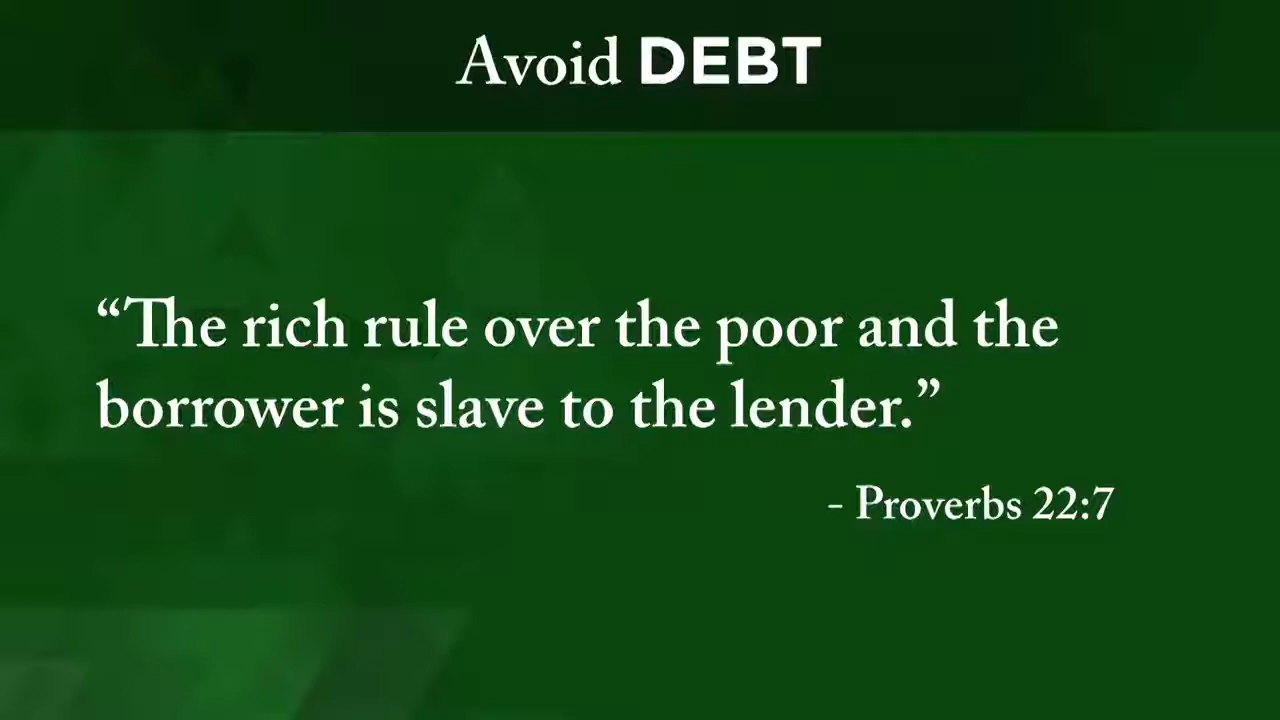 Avoid DEBT
“The rich rule over the poor and the
borrower is slave to the lender.”
- Proverbs 22:7